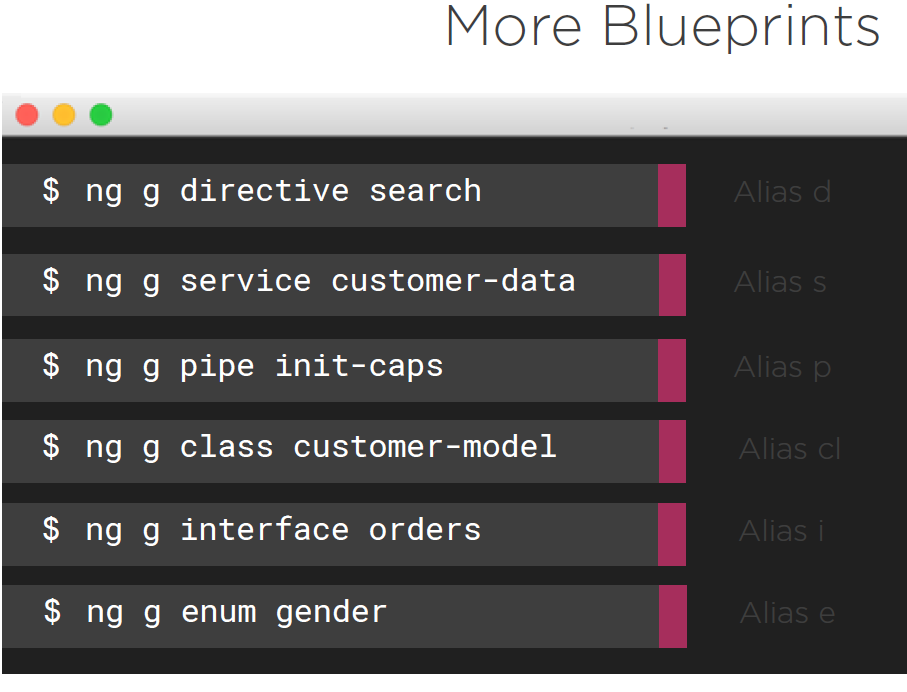 More Blueprints
$ ng g directive search Alias d
$ ng g service customer-data Alias s
$ ng g pipe init-caps Alias p
$ ng g class customer-model Alias cl
$ ng g interface orders Alias i
$ ng g enum gender Alias e